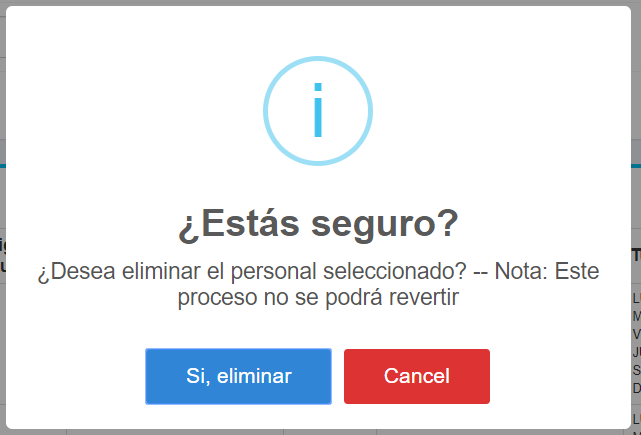 ¿Estás seguro?
¿Desea eliminar el personal seleccionado? -- Nota: Este
proceso no se podrá revertir
Si, eliminar
Cancel